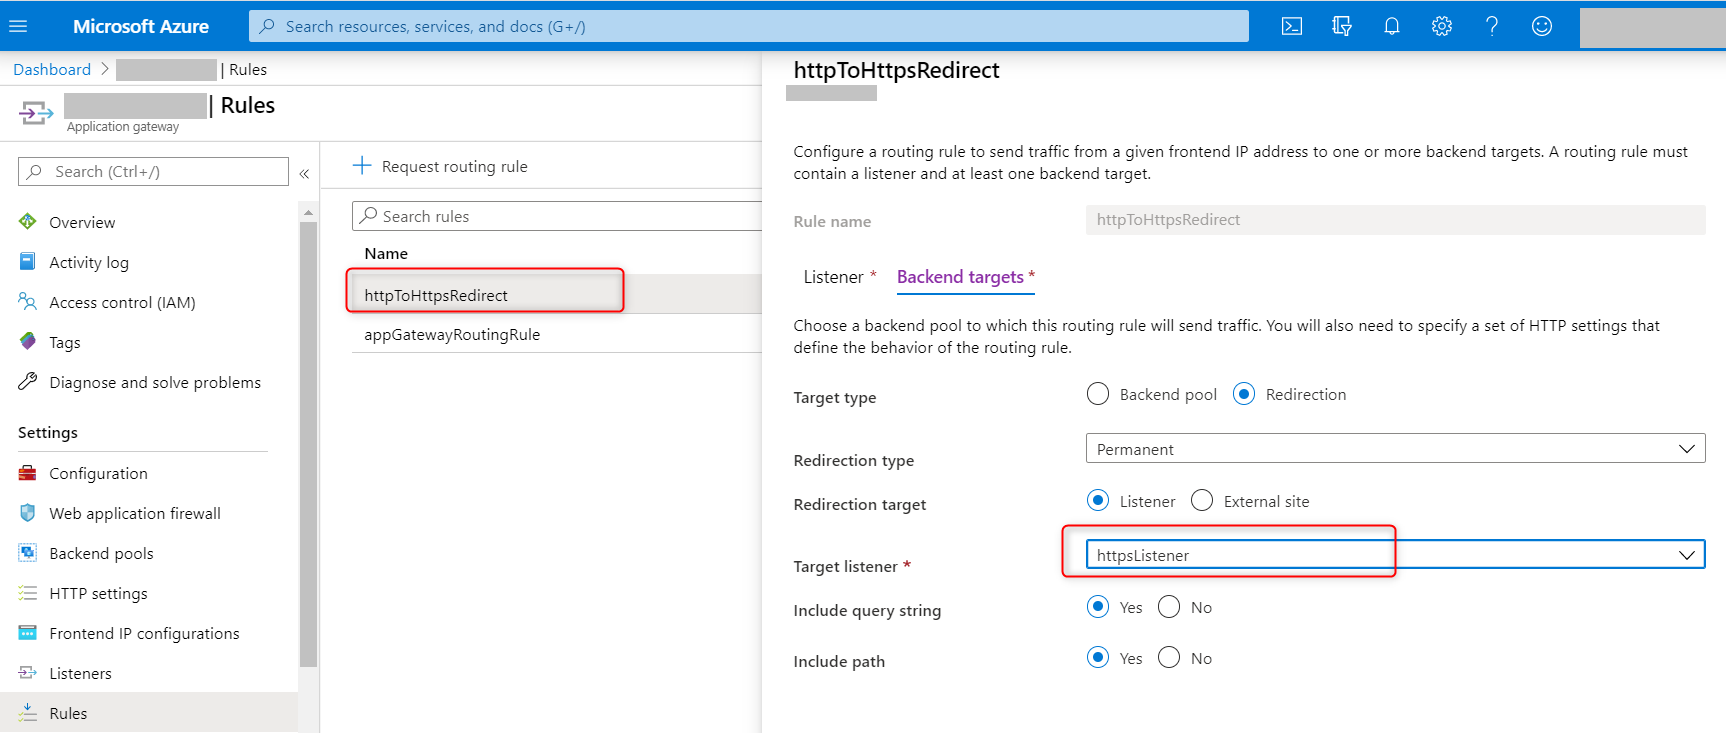 Microsoft Azure
Search resources, services, and docs (G+/)
Dashboard > | Rules
| Rules
Application gateway
Search (Ctrl+/)
«
Overview
Activity log
Access control (IAM)
Tags
Diagnose and solve problems
Settings
Configuration
Web application firewall
Backend pools
HTTP settings
Frontend IP configurations
Listeners
Rules
+ Request routing rule
Search rules
Name
httpToHttpsRedirect
appGatewayRoutingRule
httpToHttpsRedirect
Configure a routing rule to send traffic from a given frontend IP address to one or more backend targets. A routing rule must
contain a listener and at least one backend target.
Rule name httpToHttpsRedirect
Listener * Backend targets *
Choose a backend pool to which this routing rule will send traffic. You will also need to specify a set of HTTP settings that
define the behavior of the routing rule.
Target type Backend pool Redirection
Redirection type Permanent
Redirection target Listener External site
Target listener * httpsListener
Include query string Yes No
Include path Yes No